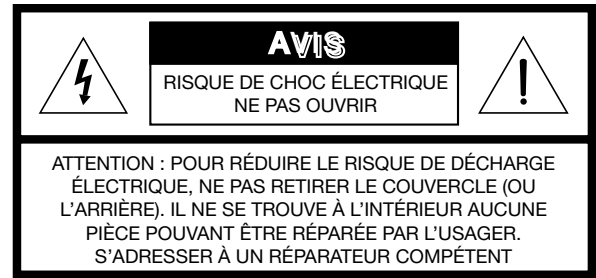 AVIS
RISQUE DE CHOC ÉLECTRIQUE
NE PAS OUVRIR
ATTENTION : POUR RÉDUIRE LE RISQUE DE DÉCHARGE
ÉLECTRIQUE, NE PAS RETIRER LE COUVERCLE (OU
L'ARRIÈRE). IL NE SE TROUVE À L'INTÉRIEUR AUCUNE
PIÈCE POUVANT ÊTRE RÉPARÉE PAR L'USAGER.
S'ADRESSER À UN RÉPARATEUR COMPÉTENT